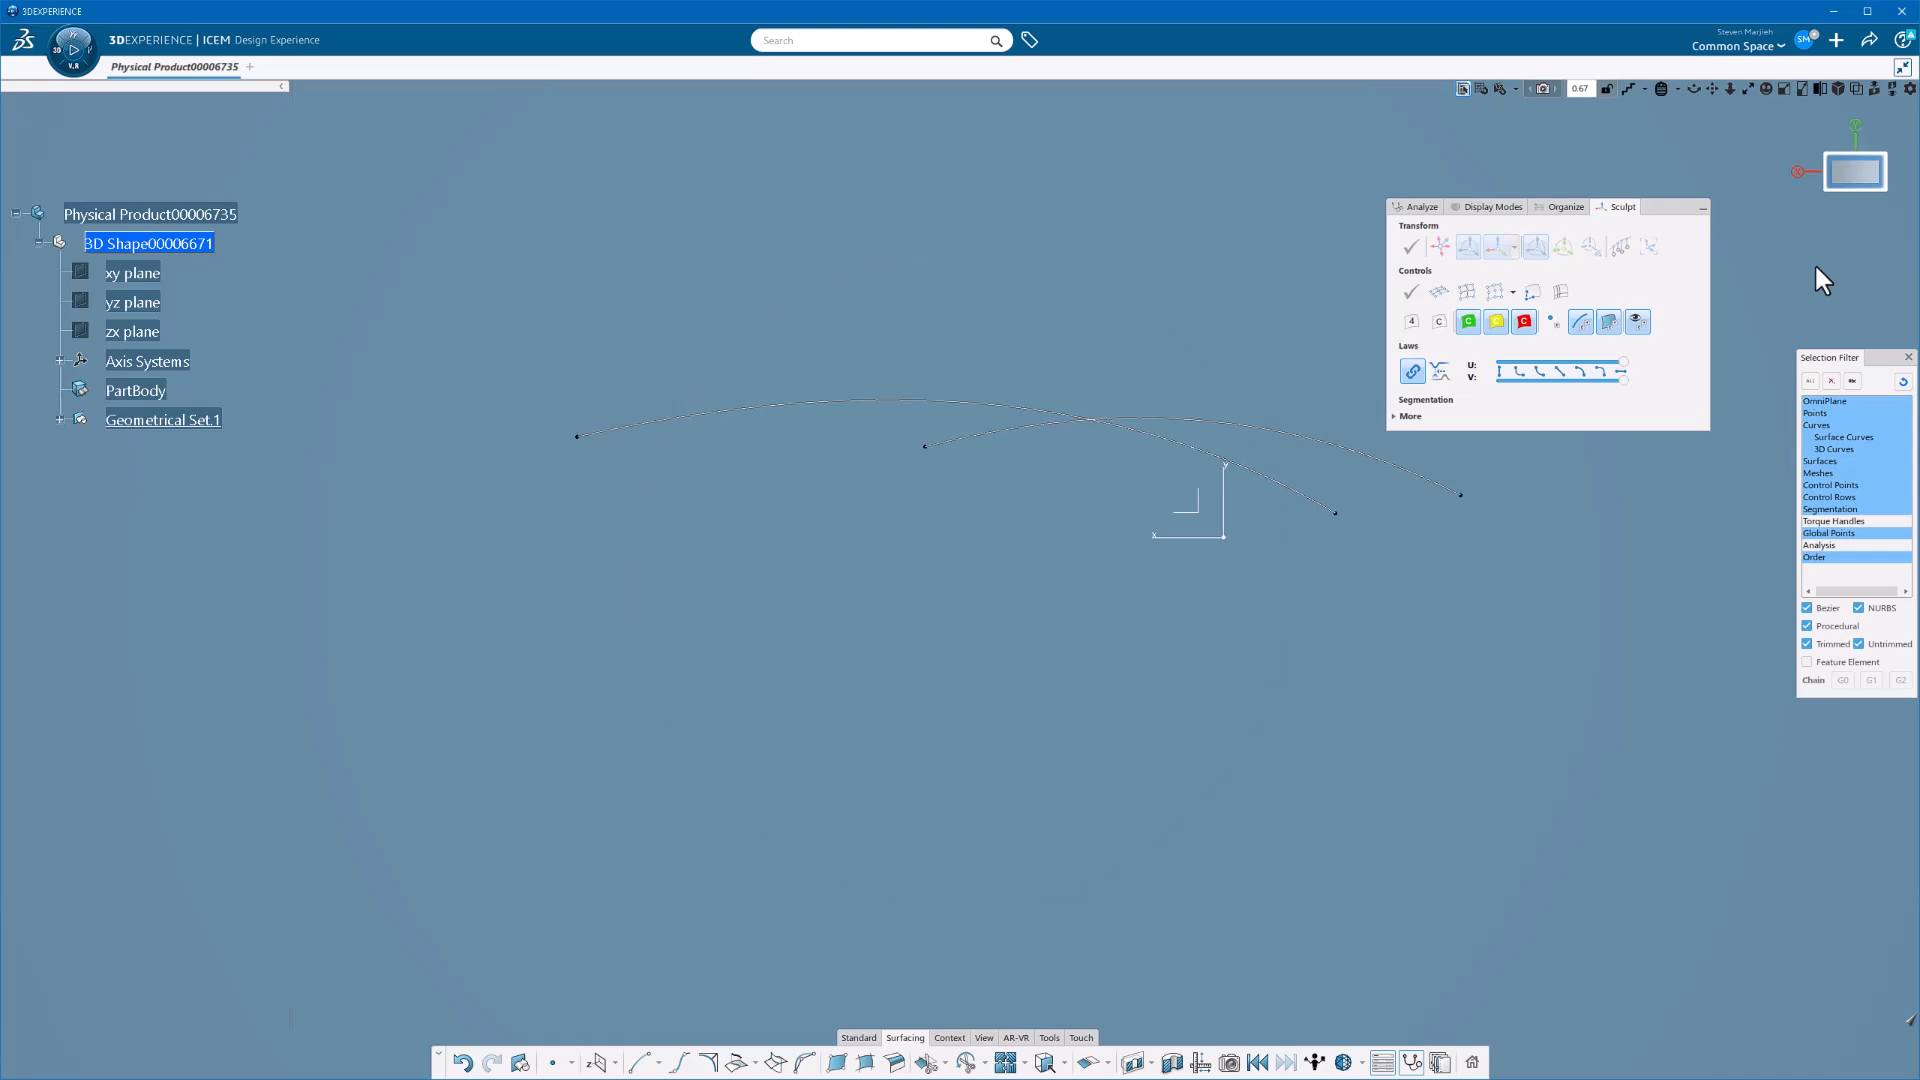 3DEXPERIENCE
3DEXPERIENCE | ICEM Design Experience
Search
Steven Marjieh
Common Space
SM
3D
V.R
Physical Product00006735
0.67
Y
X
Physical Product00006735
3D Shape00006671
xy plane
yz plane
zx plane
Axis Systems
PartBody
Geometrical Set.1
Analyze
Display Modes
Organize
Sculpt
Transform
Controls
4
C
C
C
C
Laws
U:
V:
Segmentation
More
Y
X
Selection Filter
ALL
OmniPlane
Points
Curves
Surface Curves
3D Curves
Surfaces
Meshes
Control Points
Control Rows
Segmentation
Torque Handles
Global Points
Analysis
Order
Bezier
NURBS
Procedural
Trimmed
Untrimmed
Feature Element
Chain
G0
G1
G2
Standard
Surfacing
Context
View
AR-VR
Tools
Touch